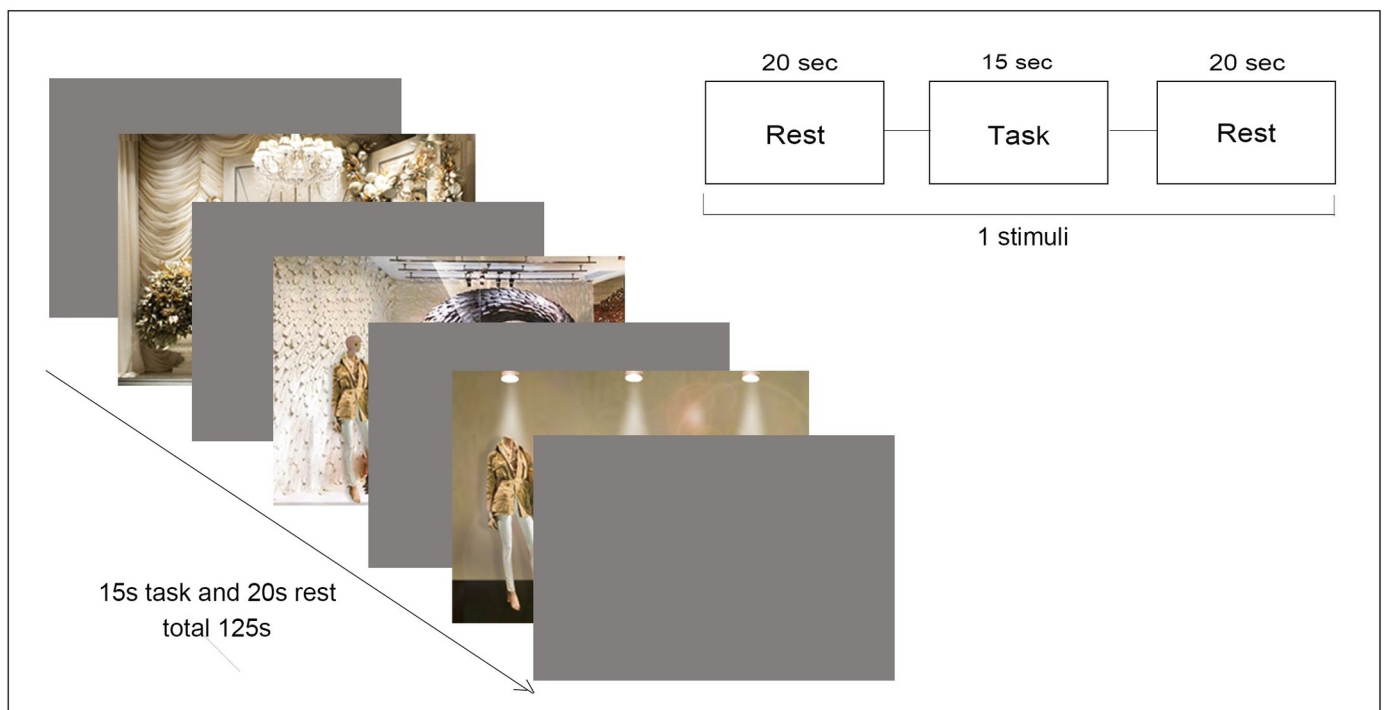 20 sec
15 sec
20 sec
Rest
Task
Rest
1 stimuli
15s task and 20s rest
total 125s